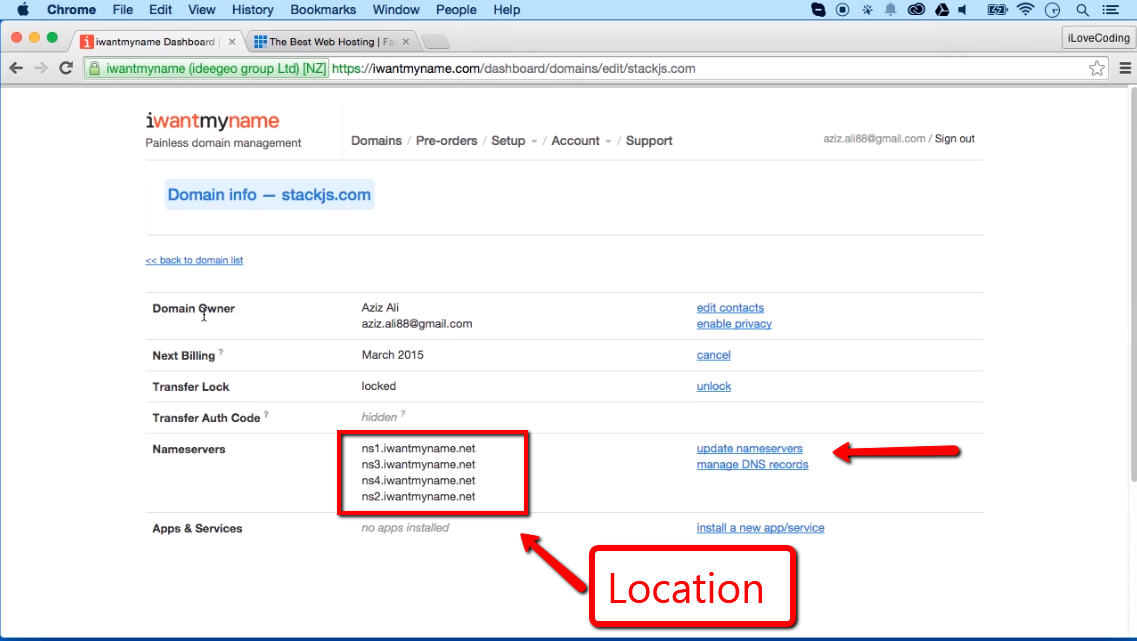 Chrome File Edit View History Bookmarks Window People Help
iwantmyname Dashboard
The Best Web Hosting | Fa
iLoveCoding
iwantmyname (ideegeo group Ltd) [NZ] https://iwantmyname.com/dashboard/domains/edit/stackjs.com
iwantmyname
Painless domain management
Domains / Pre-orders / Setup / Account / Support
aziz.ali88@gmail.com / Sign out
Domain info — stackjs.com
<< back to domain list
Domain Owner Aziz Ali edit contacts
aziz.ali88@gmail.com enable privacy
Next Billing ? March 2015 cancel
Transfer Lock locked unlock
Transfer Auth Code ? hidden ?
Nameservers ns1.iwantmyname.net update nameservers
ns3.iwantmyname.net manage DNS records
ns4.iwantmyname.net
ns2.iwantmyname.net
Apps & Services no apps installed install a new app/service
Location